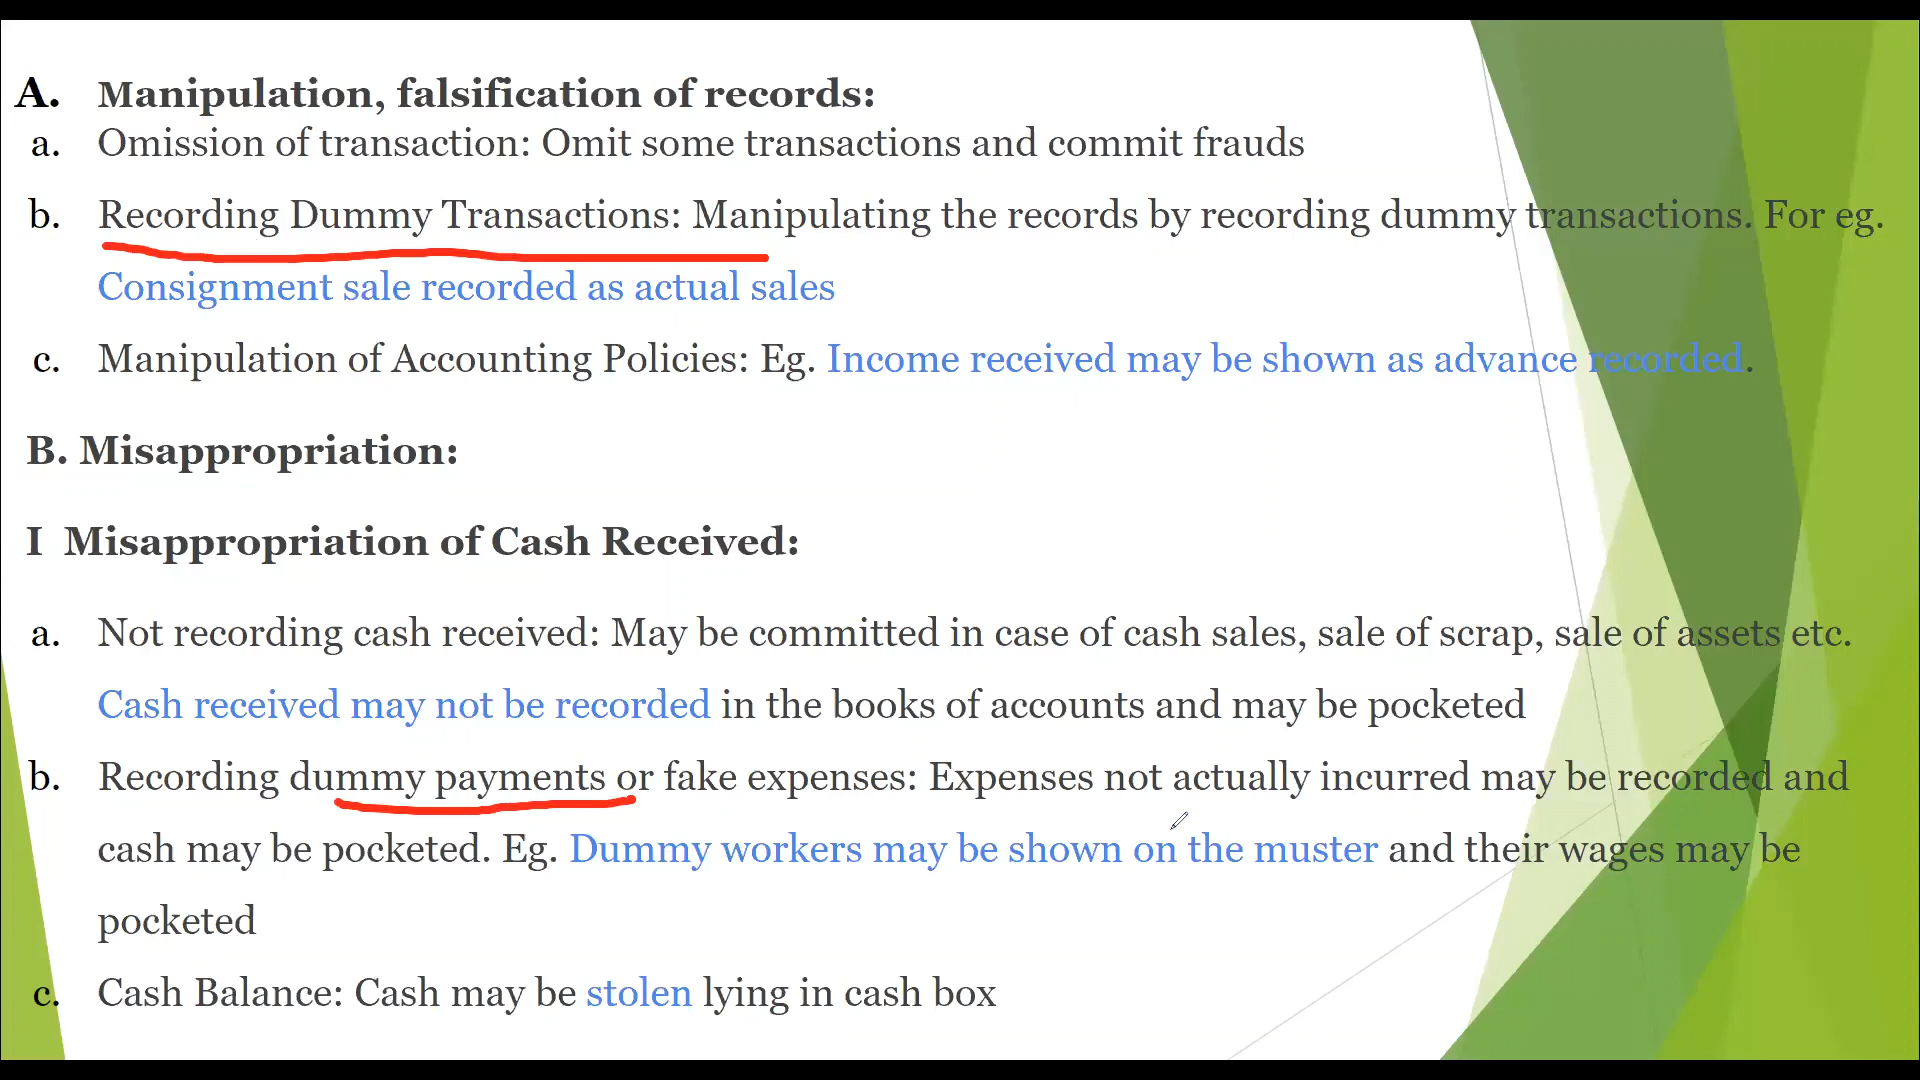 A. Manipulation, falsification of records:
a. Omission of transaction: Omit some transactions and commit frauds
b. Recording Dummy Transactions: Manipulating the records by recording dummy transactions. For eg.
Consignment sale recorded as actual sales
c. Manipulation of Accounting Policies: Eg. Income received may be shown as advance recorded.
B. Misappropriation:
I Misappropriation of Cash Received:
a. Not recording cash received: May be committed in case of cash sales, sale of scrap, sale of assets etc.
Cash received may not be recorded in the books of accounts and may be pocketed
b. Recording dummy payments or fake expenses: Expenses not actually incurred may be recorded and
cash may be pocketed. Eg. Dummy workers may be shown on the muster and their wages may be
pocketed
c. Cash Balance: Cash may be stolen lying in cash box